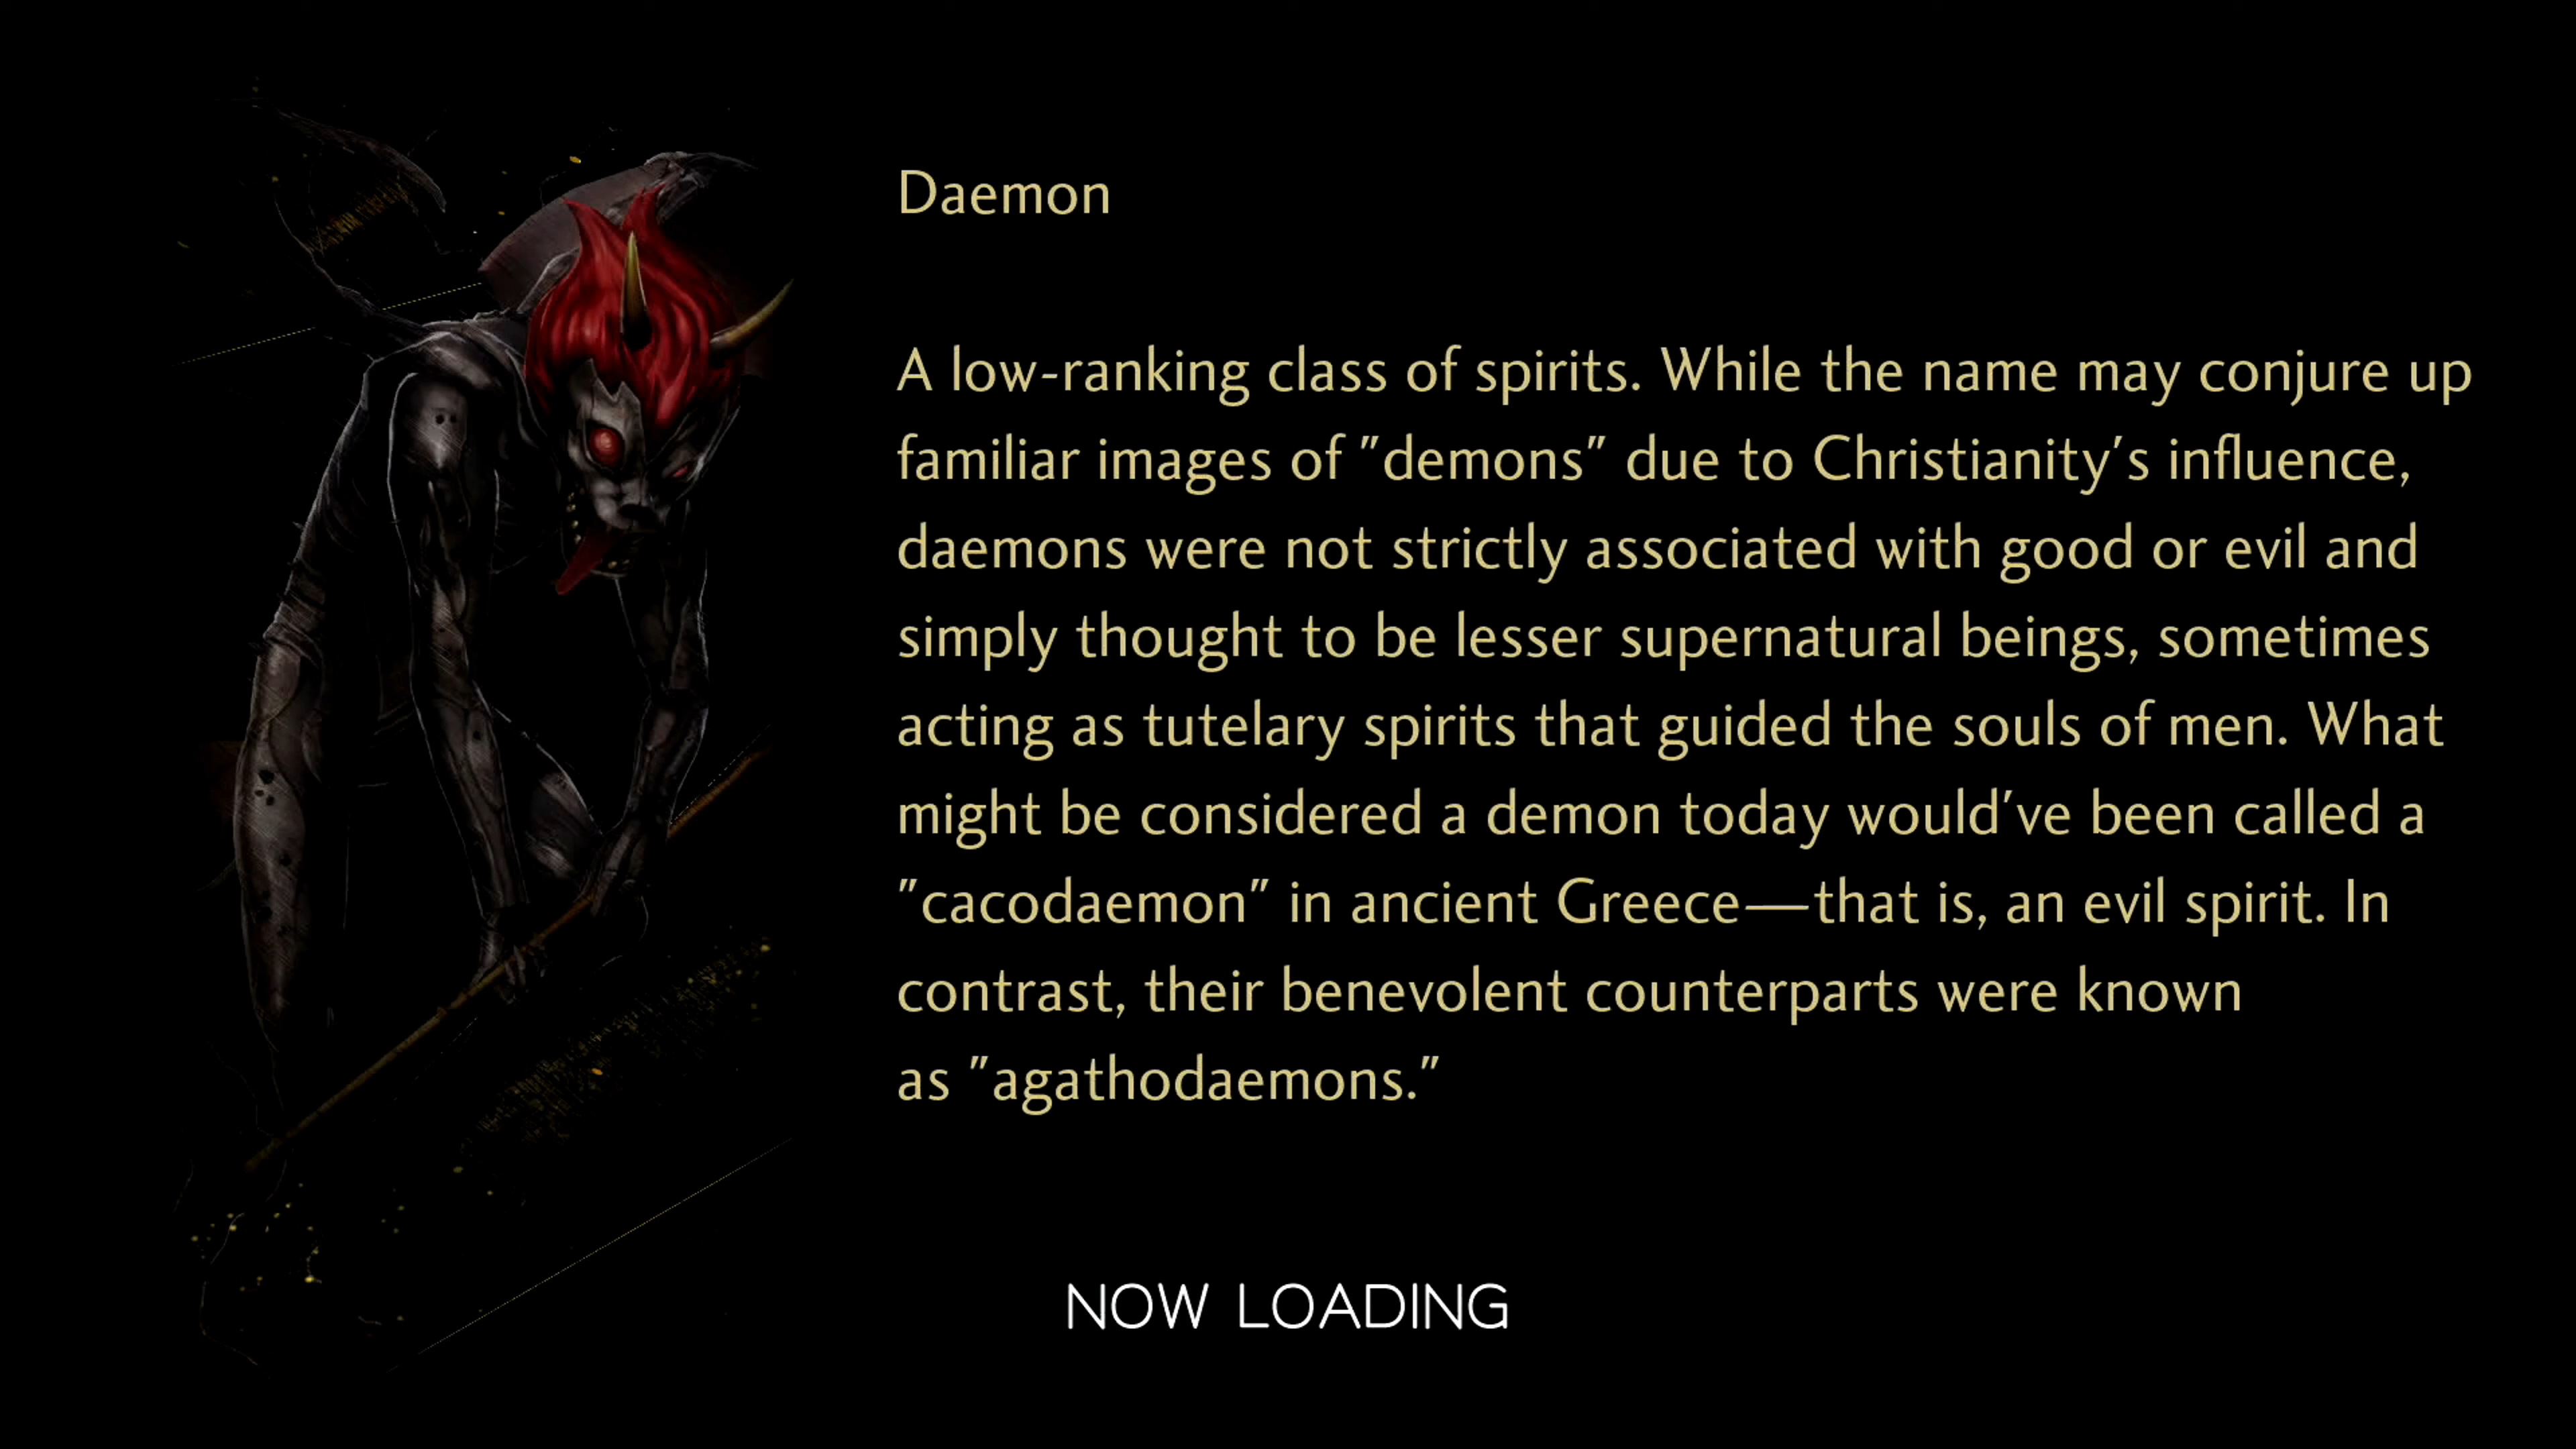 Daemon
A low-ranking class of spirits. While the name may conjure up
familiar images of "demons" due to Christianity's influence,
daemons were not strictly associated with good or evil and
simply thought to be lesser supernatural beings, sometimes
acting as tutelary spirits that guided the souls of men. What
might be considered a demon today would've been called a
"cacodaemon" in ancient Greece—that is, an evil spirit. In
contrast, their benevolent counterparts were known
as "agathodaemons."
NOW LOADING